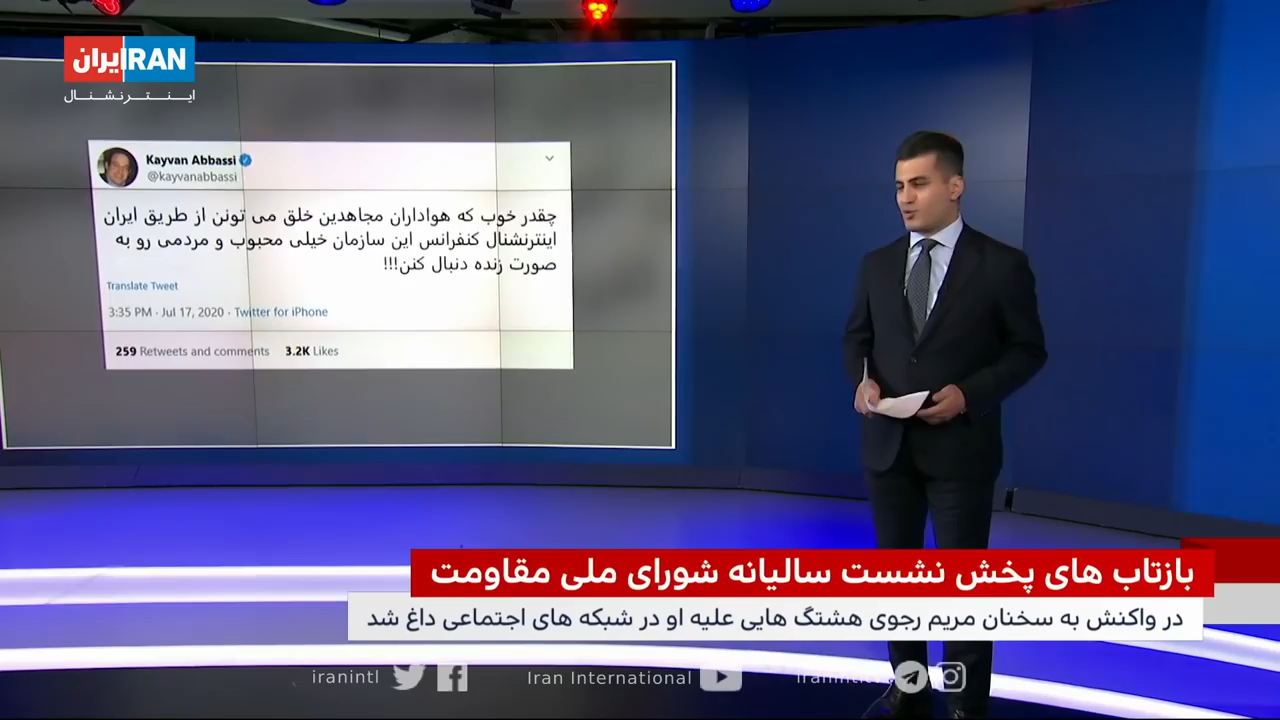 ایران IRAN
اینترنشنال
Kayvan Abbassi
@kayvanabbassi
چقدر خوب که هواداران مجاهدین خلق می تونن از طریق ایران
اینترنشنال کنفرانس این سازمان خیلی محبوب و مردمی رو به
صورت زنده دنبال کنن!!!
Translate Tweet
3:35 PM · Jul 17, 2020 · Twitter for iPhone
259 Retweets and comments 3.2K Likes
بازتاب های پخش نشست سالیانه شورای ملی مقاومت
در واکنش به سخنان مریم رجوی هشتگ هایی علیه او در شبکه های اجتماعی داغ شد
iranintl
Iran International